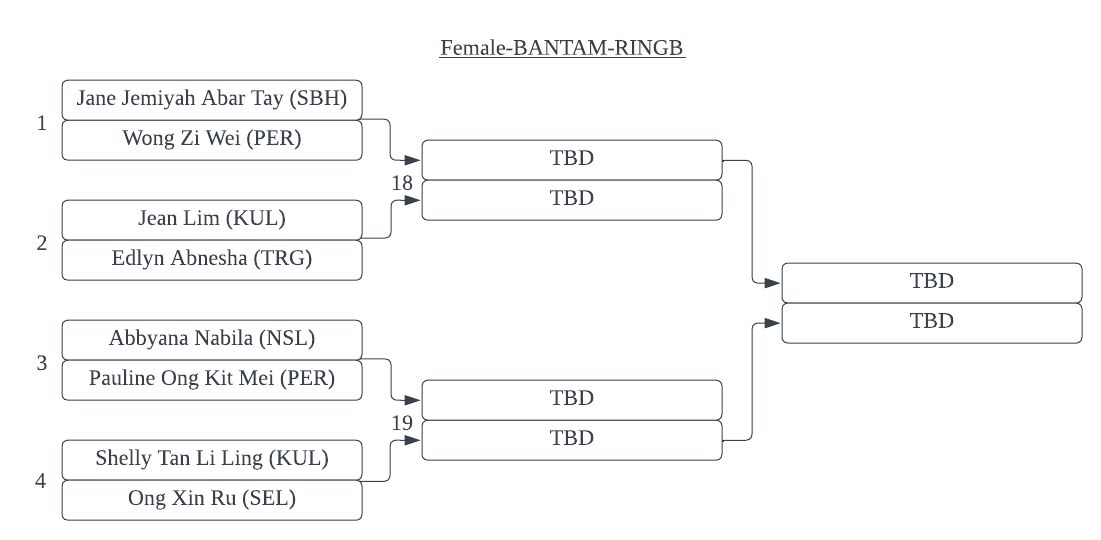 Female-BANTAM-RINGB
1
Jane Jemiyah Abar Tay (SBH)
Wong Zi Wei (PER)
2
Jean Lim (KUL)
Edlyn Abnesha (TRG)
3
Abbyana Nabila (NSL)
Pauline Ong Kit Mei (PER)
4
Shelly Tan Li Ling (KUL)
Ong Xin Ru (SEL)
18
TBD
TBD
19
TBD
TBD
TBD
TBD